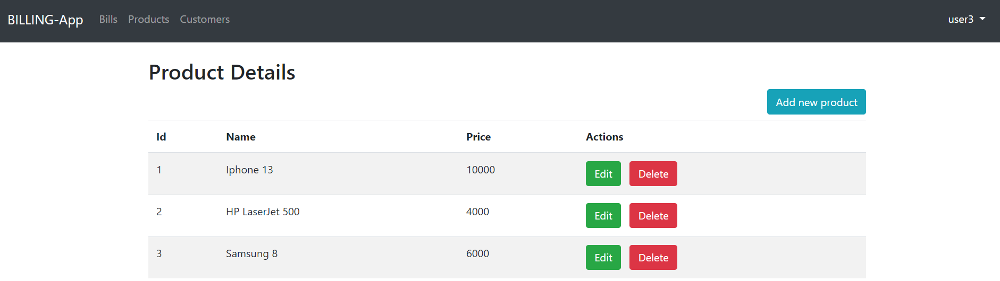 BILLING-App Bills Products Customers user3
Product Details
Add new product
Id Name Price Actions
1 Iphone 13 10000 Edit Delete
2 HP LaserJet 500 4000 Edit Delete
3 Samsung 8 6000 Edit Delete